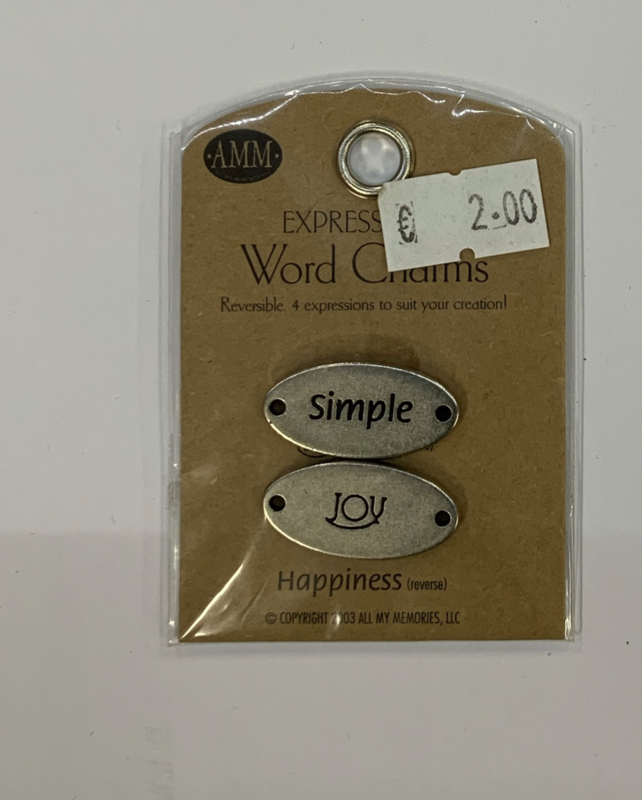 ·AMM·
€ 2.00
EXPRESS
Word Charms
Reversible. 4 expressions to suit your creation!
Simple
JOY
Happiness (reverse)
© COPYRIGHT 2003 ALL MY MEMORIES, LLC